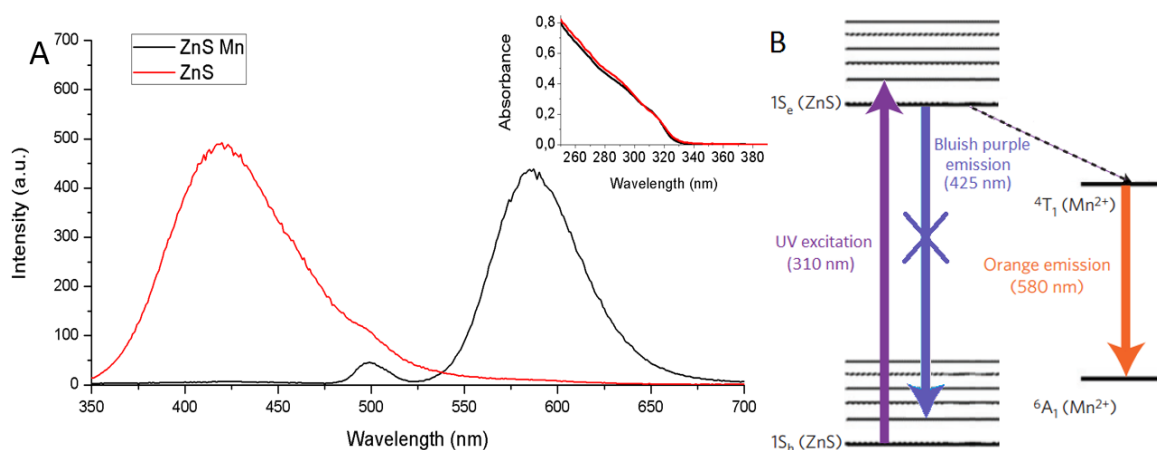 A
ZnS Mn
ZnS
700
600
500
400
300
200
100
0
350
400
450
500
550
600
650
700
Intensity (a.u.)
Wavelength (nm)
0,8
0,6
0,4
0,2
0,0
260
280
300
320
340
360
380
Absorbance
Wavelength (nm)
B
1Sₑ (ZnS)
Bluish purple
emission
(425 nm)
⁴T₁ (Mn²⁺)
UV excitation
(310 nm)
Orange emission
(580 nm)
⁶A₁ (Mn²⁺)
1Sₕ (ZnS)